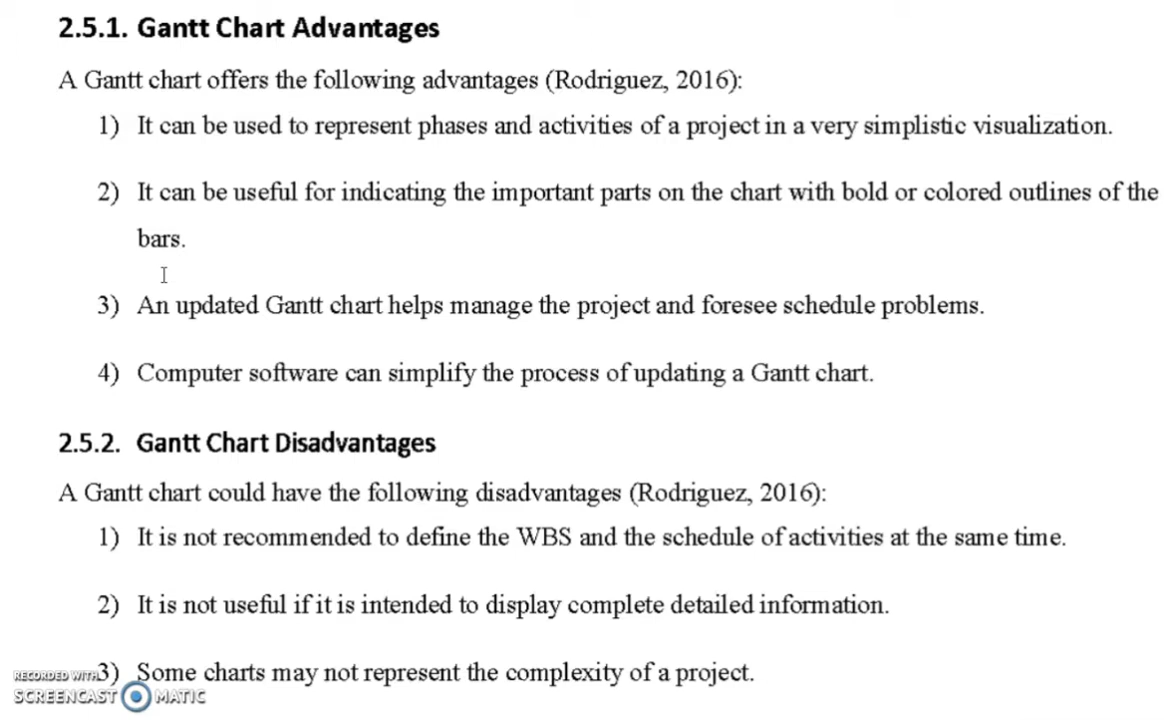 2.5.1. Gantt Chart Advantages
A Gantt chart offers the following advantages (Rodriguez, 2016):
1) It can be used to represent phases and activities of a project in a very simplistic visualization.
2) It can be useful for indicating the important parts on the chart with bold or colored outlines of the
bars.
3) An updated Gantt chart helps manage the project and foresee schedule problems.
4) Computer software can simplify the process of updating a Gantt chart.
2.5.2. Gantt Chart Disadvantages
A Gantt chart could have the following disadvantages (Rodriguez, 2016):
1) It is not recommended to define the WBS and the schedule of activities at the same time.
2) It is not useful if it is intended to display complete detailed information.
3) Some charts may not represent the complexity of a project.
RECORDED WITH
SCREENCAST MATIC